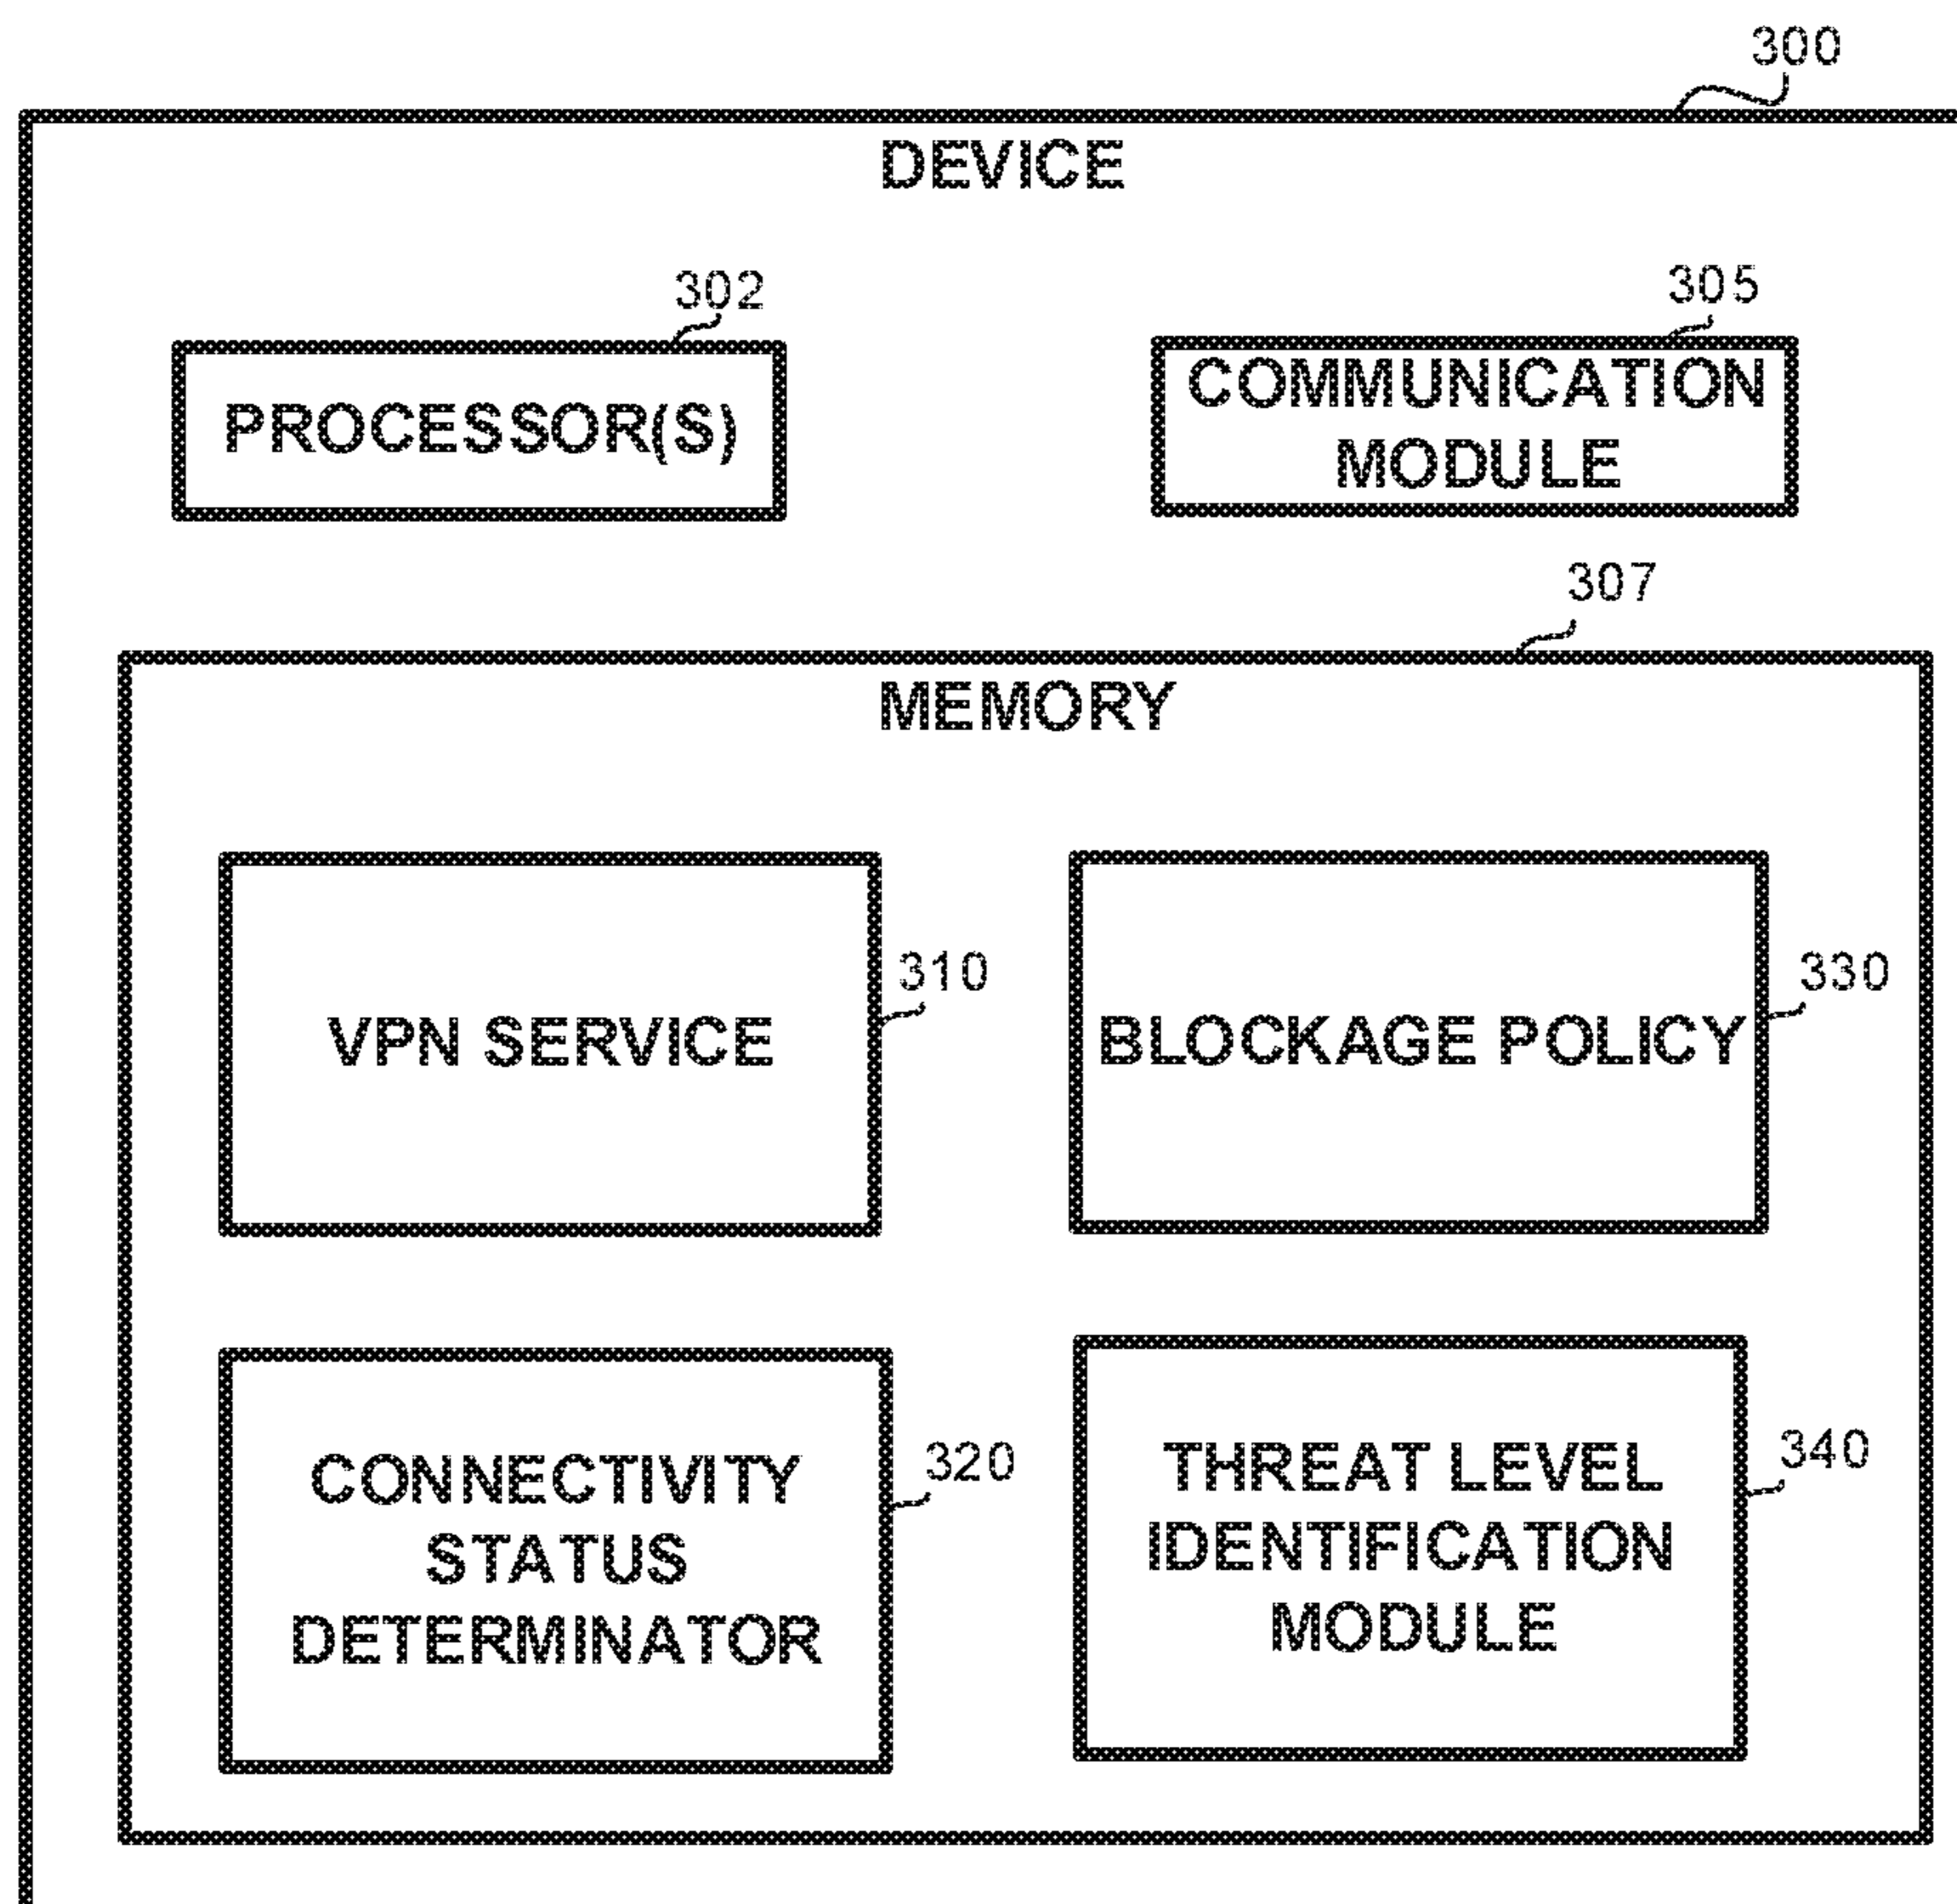 300
DEVICE
302
305
PROCESSOR(S)
COMMUNICATION
MODULE
307
MEMORY
310
330
VPN SERVICE
BLOCKAGE POLICY
320
340
CONNECTIVITY
STATUS
DETERMINATOR
THREAT LEVEL
IDENTIFICATION
MODULE